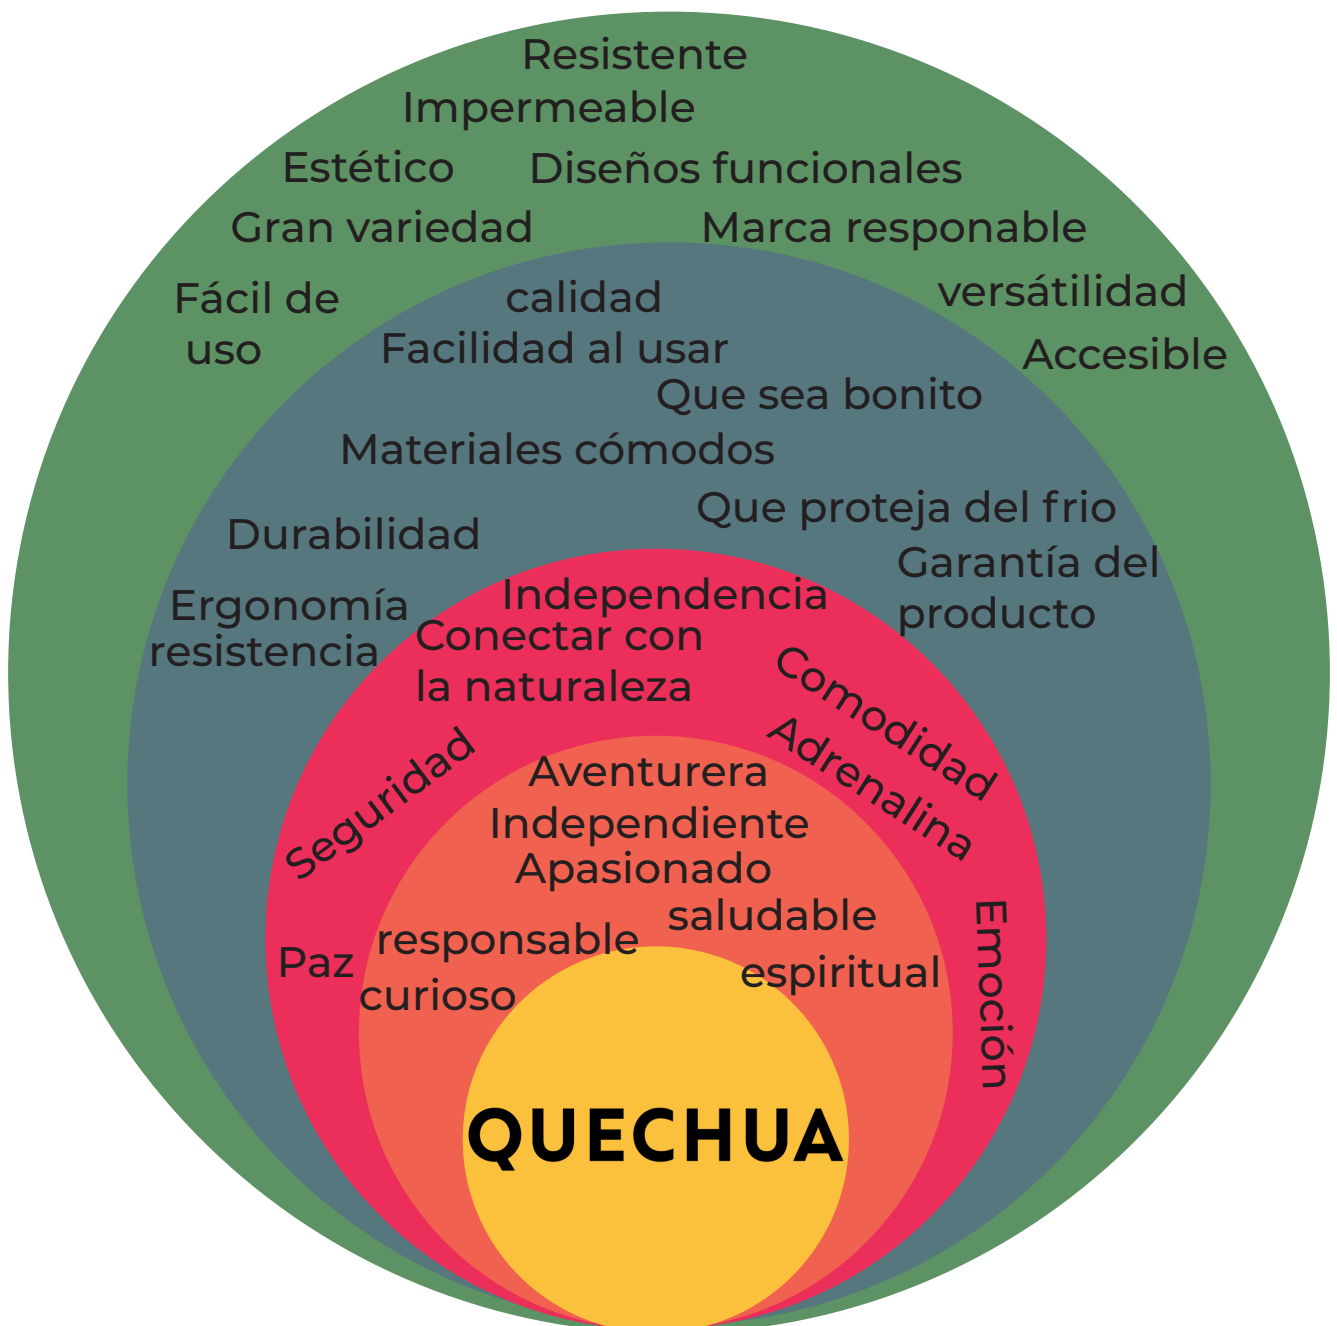 Resistente
Impermeable
Estético
Diseños funcionales
Gran variedad
Marca responable
Fácil de
uso
versátilidad
Accesible
calidad
Facilidad al usar
Que sea bonito
Materiales cómodos
Que proteja del frio
Durabilidad
Garantía del
producto
Ergonomía
resistencia
Independencia
Conectar con
la naturaleza
Comodidad
Adrenalina
Seguridad
Paz
Emoción
Aventurera
Independiente
Apasionado
saludable
responsable
espiritual
curioso
QUECHUA